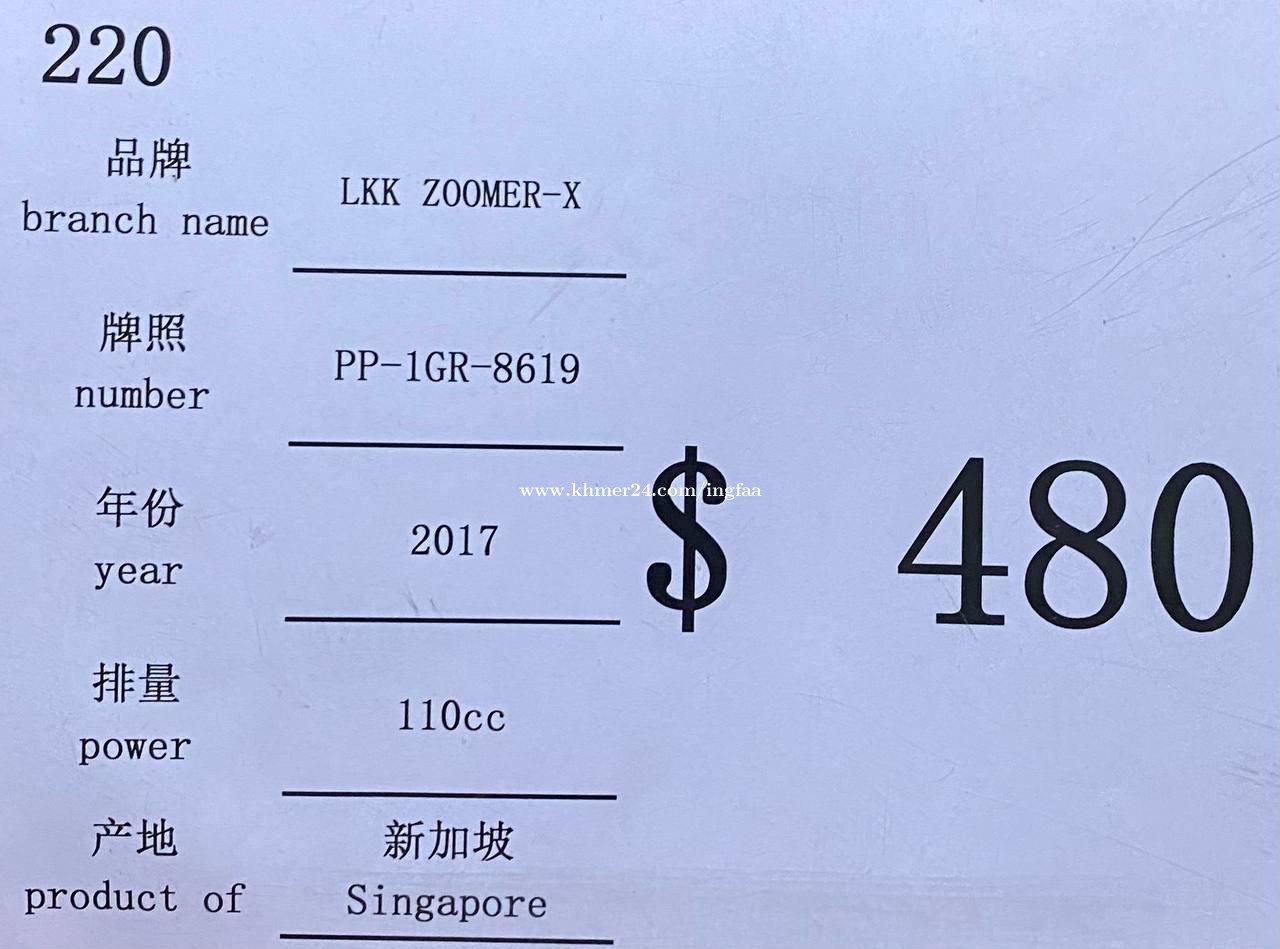 220
品牌
branch name
LKK ZOOMER-X
牌照
number
PP-1GR-8619
年份
year
2017
$ 480
www.khmer24.com/ingfaa
排量
power
110cc
产地
product of
新加坡
Singapore